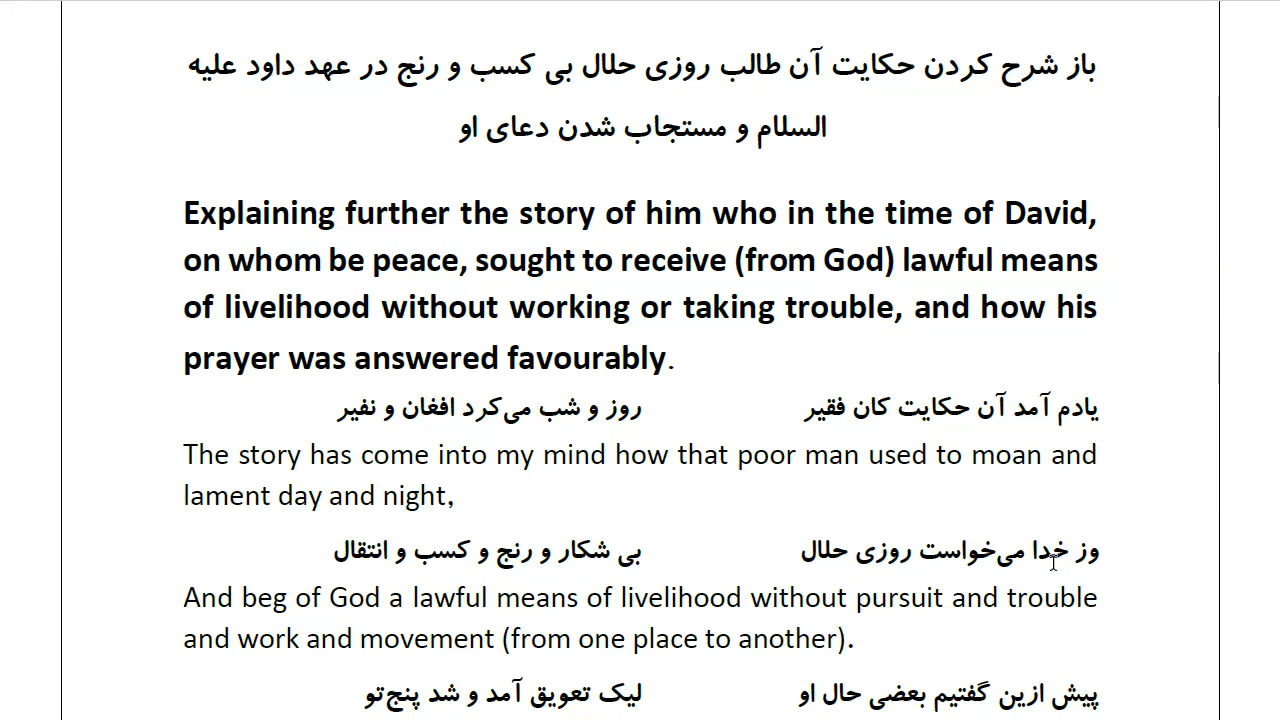 باز شرح کردن حکایت آن طالب روزی حلال بی کسب و رنج در عهد داود علیه
السلام و مستجاب شدن دعای او
Explaining further the story of him who in the time of David,
on whom be peace, sought to receive (from God) lawful means
of livelihood without working or taking trouble, and how his
prayer was answered favourably.
یادم آمد آن حکایت کان فقیر روز و شب می‌کرد افغان و نفیر
The story has come into my mind how that poor man used to moan and
lament day and night,
وز خدا می‌خواست روزی حلال بی شکار و رنج و کسب و انتقال
And beg of God a lawful means of livelihood without pursuit and trouble
and work and movement (from one place to another).
پیش ازین گفتیم بعضی حال او لیک تعویق آمد و شد پنج‌تو